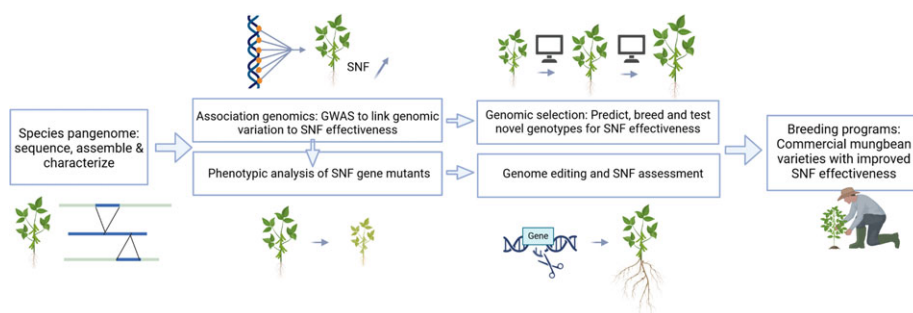 SNF
Species pangenome:
sequence, assemble &
characterize
Association genomics: GWAS to link genomic
variation to SNF effectiveness
Genomic selection: Predict, breed and test
novel genotypes for SNF effectiveness
Phenotypic analysis of SNF gene mutants
Genome editing and SNF assessment
Breeding programs:
Commercial mungbean
varieties with improved
SNF effectiveness
Gene